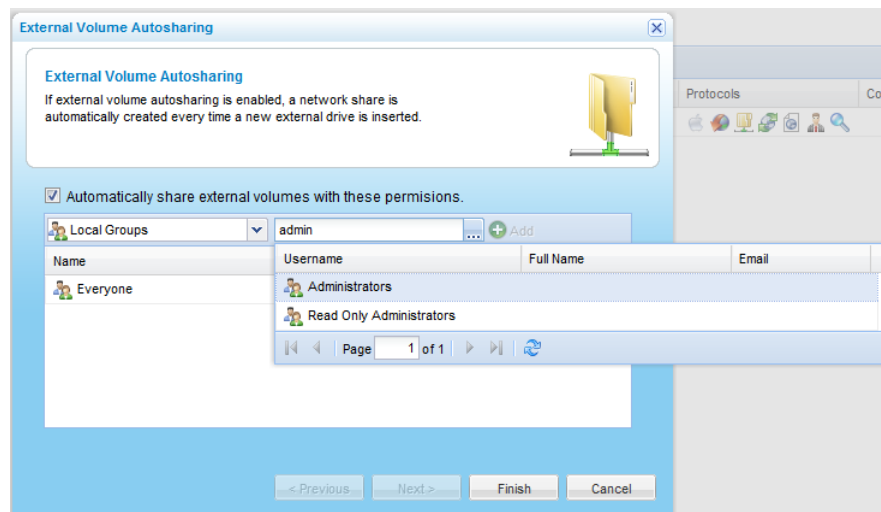 External Volume Autosharing
External Volume Autosharing
If external volume autosharing is enabled, a network share is
automatically created every time a new external drive is inserted.
Protocols
Co
Automatically share external volumes with these permisions.
Local Groups
admin
...
Add
Name
Username
Full Name
Email
Everyone
Administrators
Read Only Administrators
Page
1
of 1
< Previous
Next >
Finish
Cancel